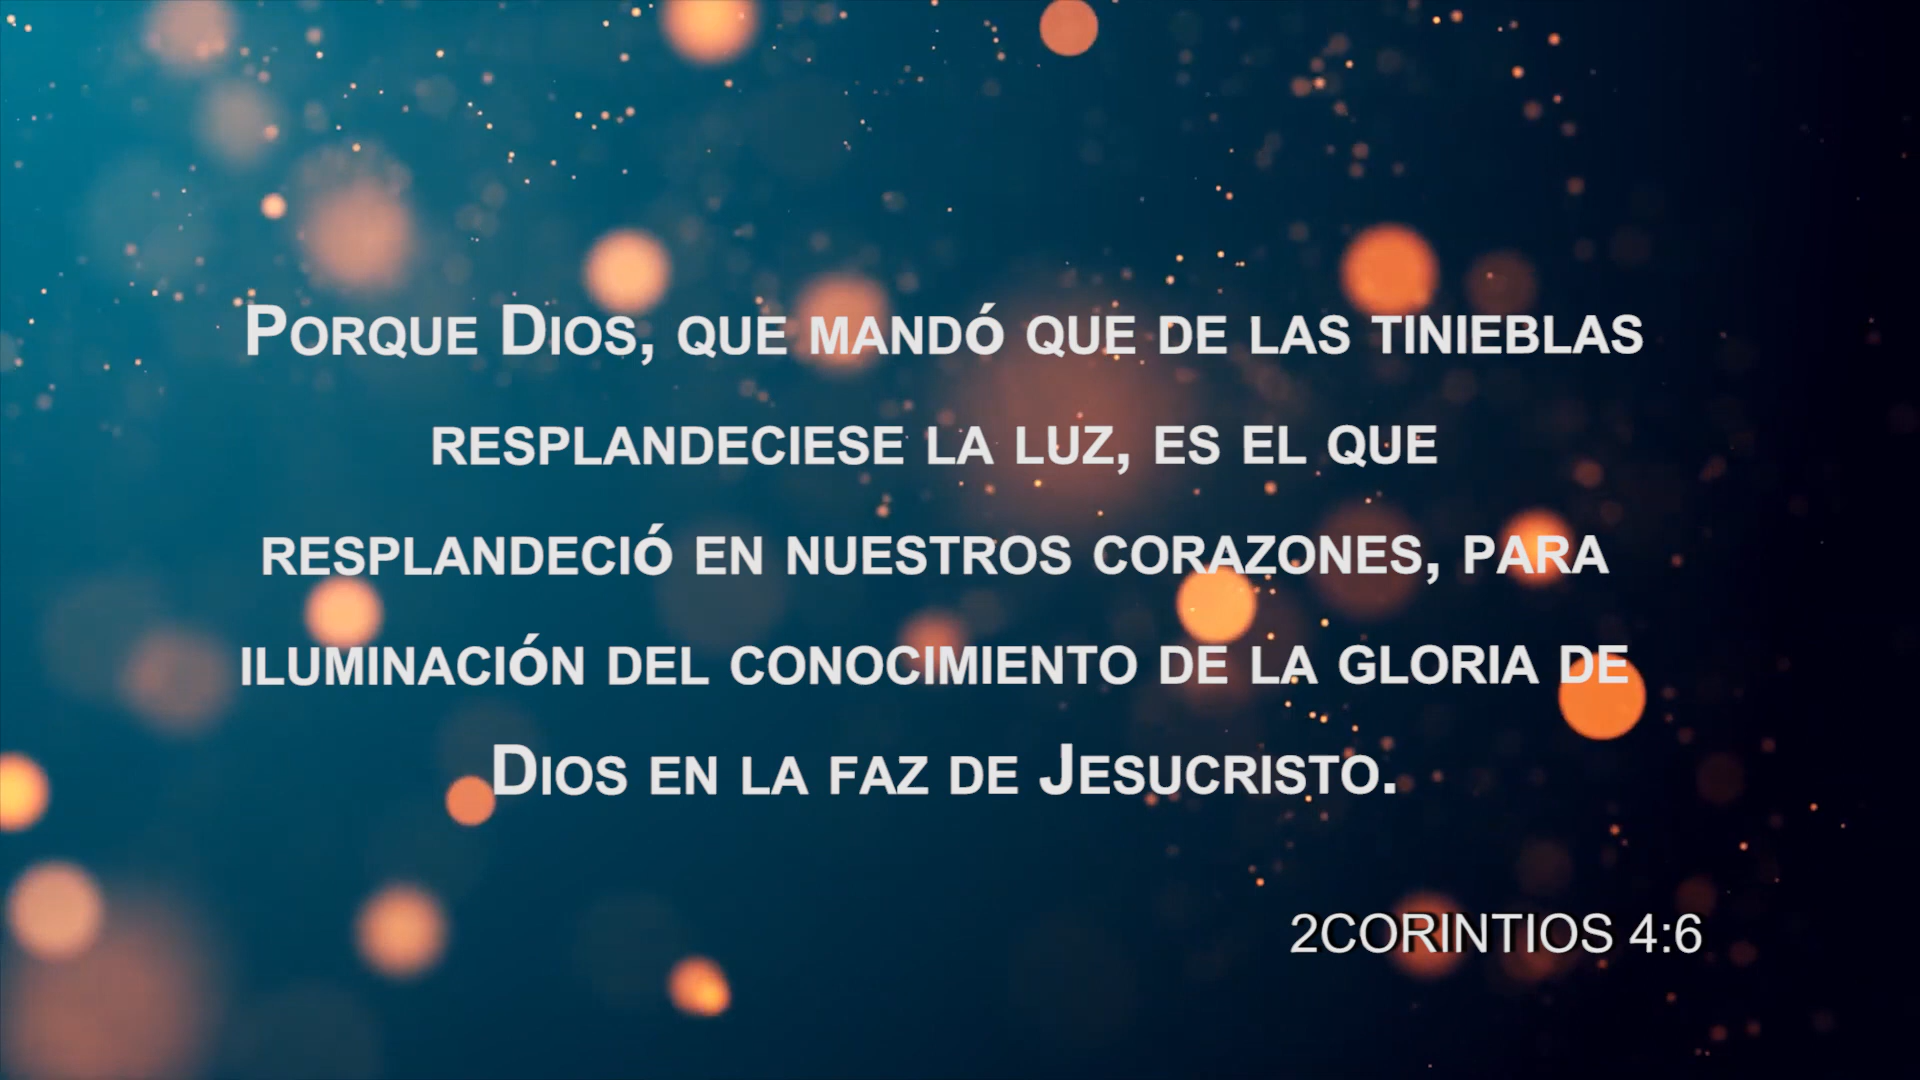 Porque Dios, que mandó que de las tinieblas
resplandeciese la luz, es el que
resplandeció en nuestros corazones, para
iluminación del conocimiento de la gloria de
Dios en la faz de Jesucristo.
2CORINTIOS 4:6